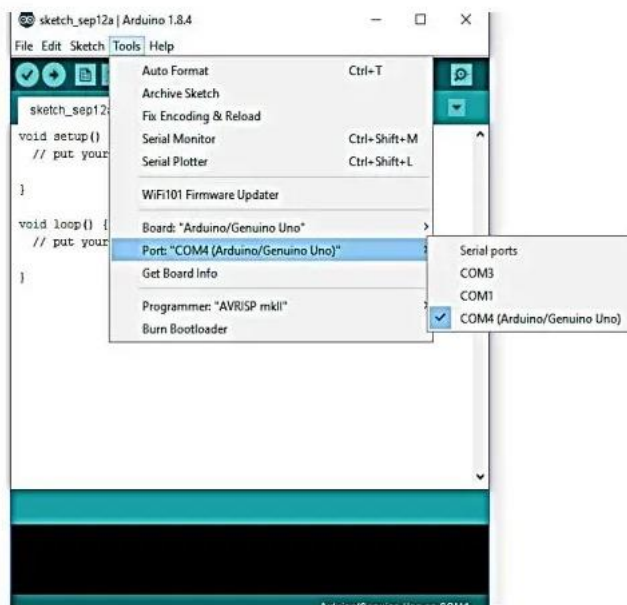 sketch_sep12a | Arduino 1.8.4
File Edit Sketch Tools Help
sketch_sep12a
void setup()
// put your
}
void loop() {
// put your
}
Auto Format Ctrl+T
Archive Sketch
Fix Encoding & Reload
Serial Monitor Ctrl+Shift+M
Serial Plotter Ctrl+Shift+L
WiFi101 Firmware Updater
Board: "Arduino/Genuino Uno"
Port: "COM4 (Arduino/Genuino Uno)"
Get Board Info
Programmer: "AVRISP mkII"
Burn Bootloader
Serial ports
COM3
COM1
COM4 (Arduino/Genuino Uno)